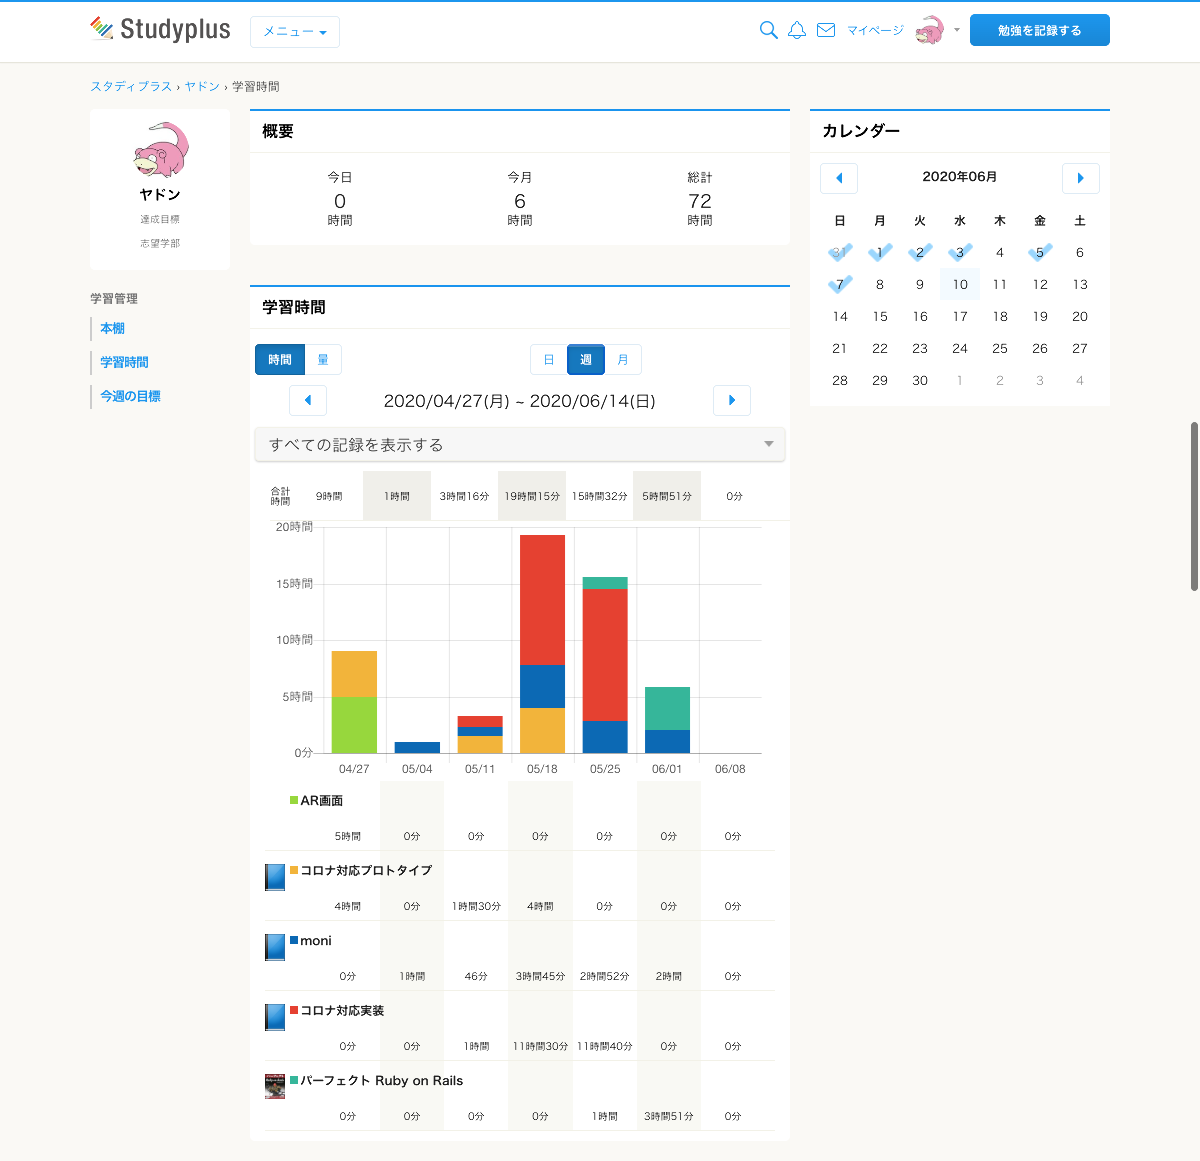 Studyplus
メニュー
マイページ
勉強を記録する
スタディプラス › ヤドン › 学習時間
ヤドン
達成目標
志望学部
学習管理
本棚
学習時間
今週の目標
概要
今日
0
時間
今月
6
時間
総計
72
時間
学習時間
時間 量
日 週 月
2020/04/27(月) ~ 2020/06/14(日)
すべての記録を表示する
合計時間 9時間 1時間 3時間16分 19時間15分 15時間32分 5時間51分 0分
20時間
15時間
10時間
5時間
0分
04/27 05/04 05/11 05/18 05/25 06/01 06/08
AR画面
5時間 0分 0分 0分 0分 0分 0分
コロナ対応プロトタイプ
4時間 0分 1時間30分 4時間 0分 0分 0分
moni
0分 1時間 46分 3時間45分 2時間52分 2時間 0分
コロナ対応実装
0分 0分 1時間 11時間30分 11時間40分 0分 0分
パーフェクト Ruby on Rails
0分 0分 0分 0分 1時間 3時間51分 0分
カレンダー
2020年06月
日 月 火 水 木 金 土
31 1 2 3 4 5 6
7 8 9 10 11 12 13
14 15 16 17 18 19 20
21 22 23 24 25 26 27
28 29 30 1 2 3 4